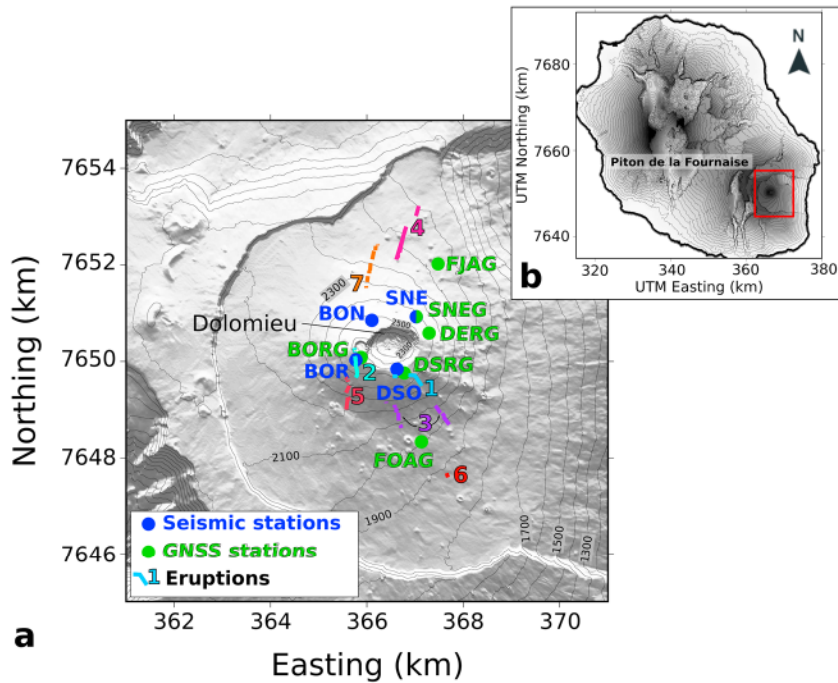 b
N
UTM Northing (km)
7680
7660
7640
Piton de la Fournaise
320
340
360
380
UTM Easting (km)
a
Northing (km)
7654
7652
7650
7648
7646
4
FJAG
7
2300
SNE
BON
SNEG
Dolomieu
2500
DERG
2300
BORG
DSRG
BOR
2
DSO
1
5
3
FOAG
2100
6
1900
1700
1500
1300
Seismic stations
GNSS stations
1 Eruptions
362
364
366
368
370
Easting (km)